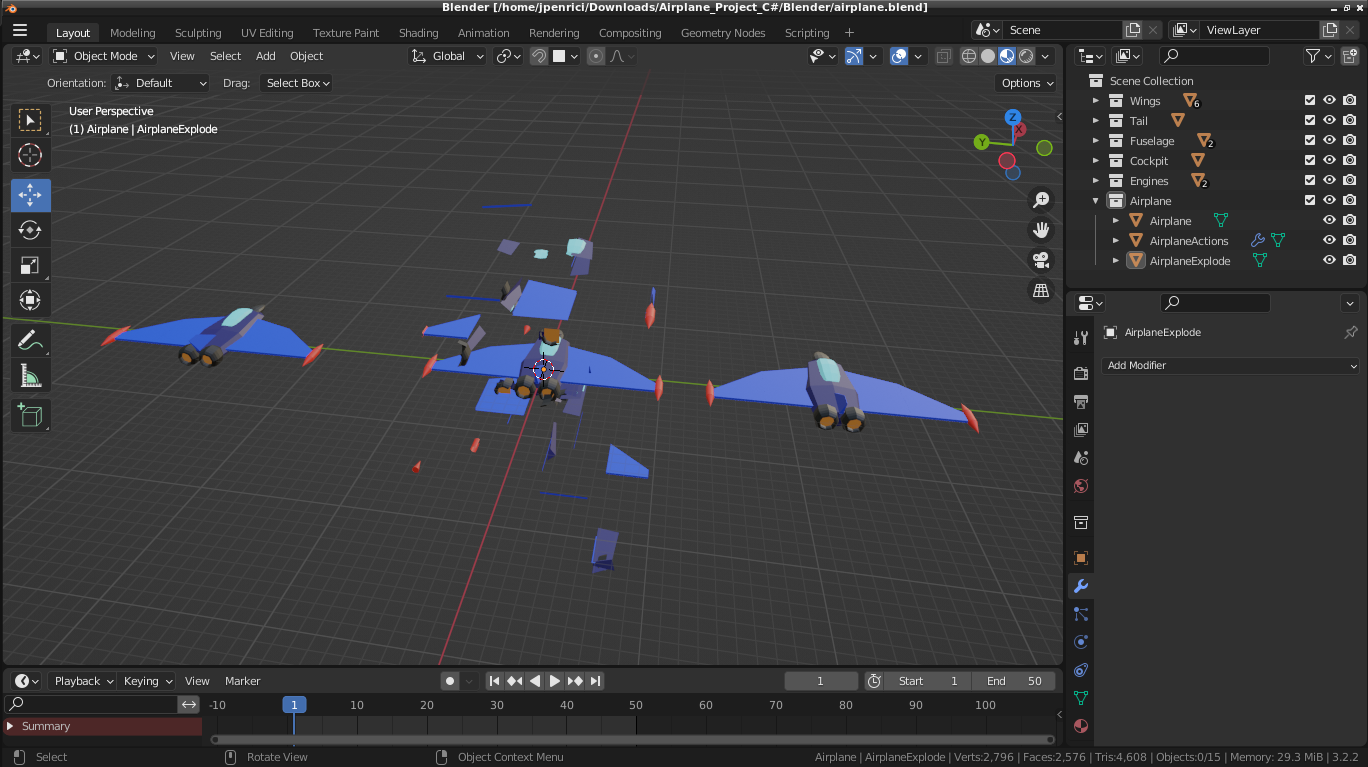 Blender [/home/jpenrici/Downloads/Airplane_Project_C#/Blender/airplane.blend]
Layout Modeling Sculpting UV Editing Texture Paint Shading Animation Rendering Compositing Geometry Nodes Scripting + Scene ViewLayer
Object Mode View Select Add Object Global
Orientation: Default Drag: Select Box Options
User Perspective
(1) Airplane | AirplaneExplode
Z
X
Y
Scene Collection
Wings 6
Tail
Fuselage 2
Cockpit
Engines 2
Airplane
Airplane
AirplaneActions
AirplaneExplode
AirplaneExplode
Add Modifier
Playback Keying View Marker 1 Start 1 End 50
-10 1 10 20 30 40 50 60 70 80 90 100
Summary
Select Rotate View Object Context Menu Airplane | AirplaneExplode | Verts:2,796 | Faces:2,576 | Tris:4,608 | Objects:0/15 | Memory: 29.3 MiB | 3.2.2